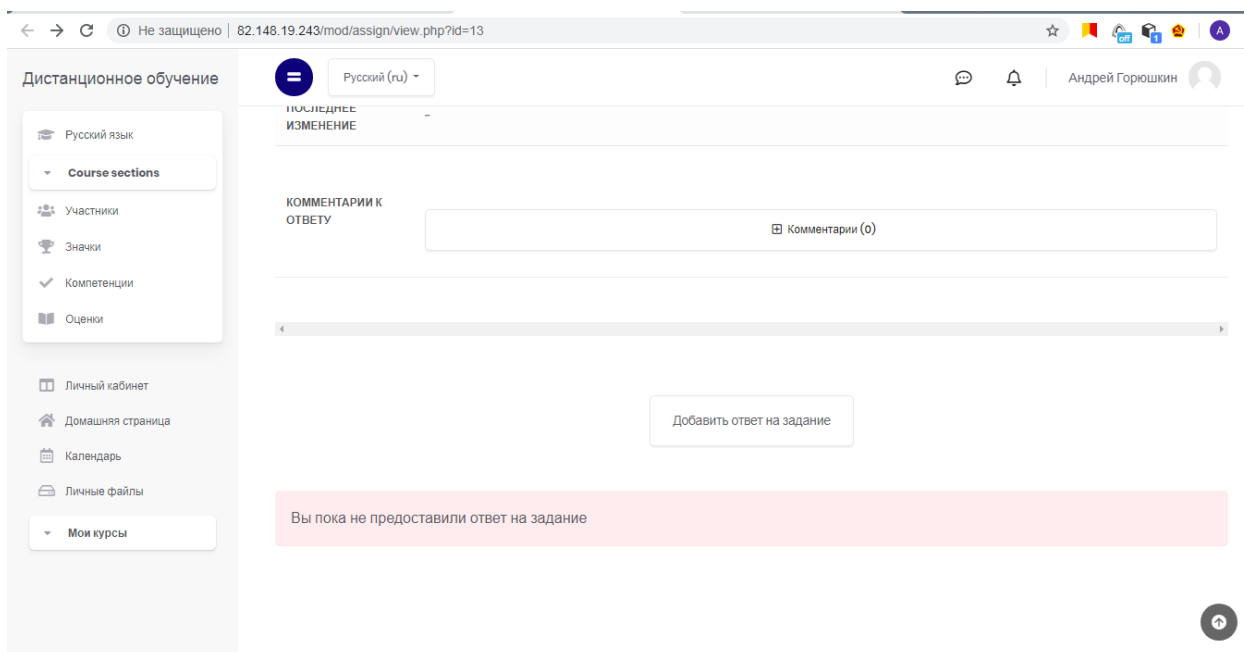 Не защищено
82.148.19.243/mod/assign/view.php?id=13
off
1
A
Дистанционное обучение
Русский (ru)
Андрей Горюшкин
Русский язык
Course sections
Участники
Значки
Компетенции
Оценки
Личный кабинет
Домашняя страница
Календарь
Личные файлы
Мои курсы
ПОСЛЕДНЕЕ
ИЗМЕНЕНИЕ
-
КОММЕНТАРИИ К
ОТВЕТУ
Комментарии (0)
Добавить ответ на задание
Вы пока не предоставили ответ на задание